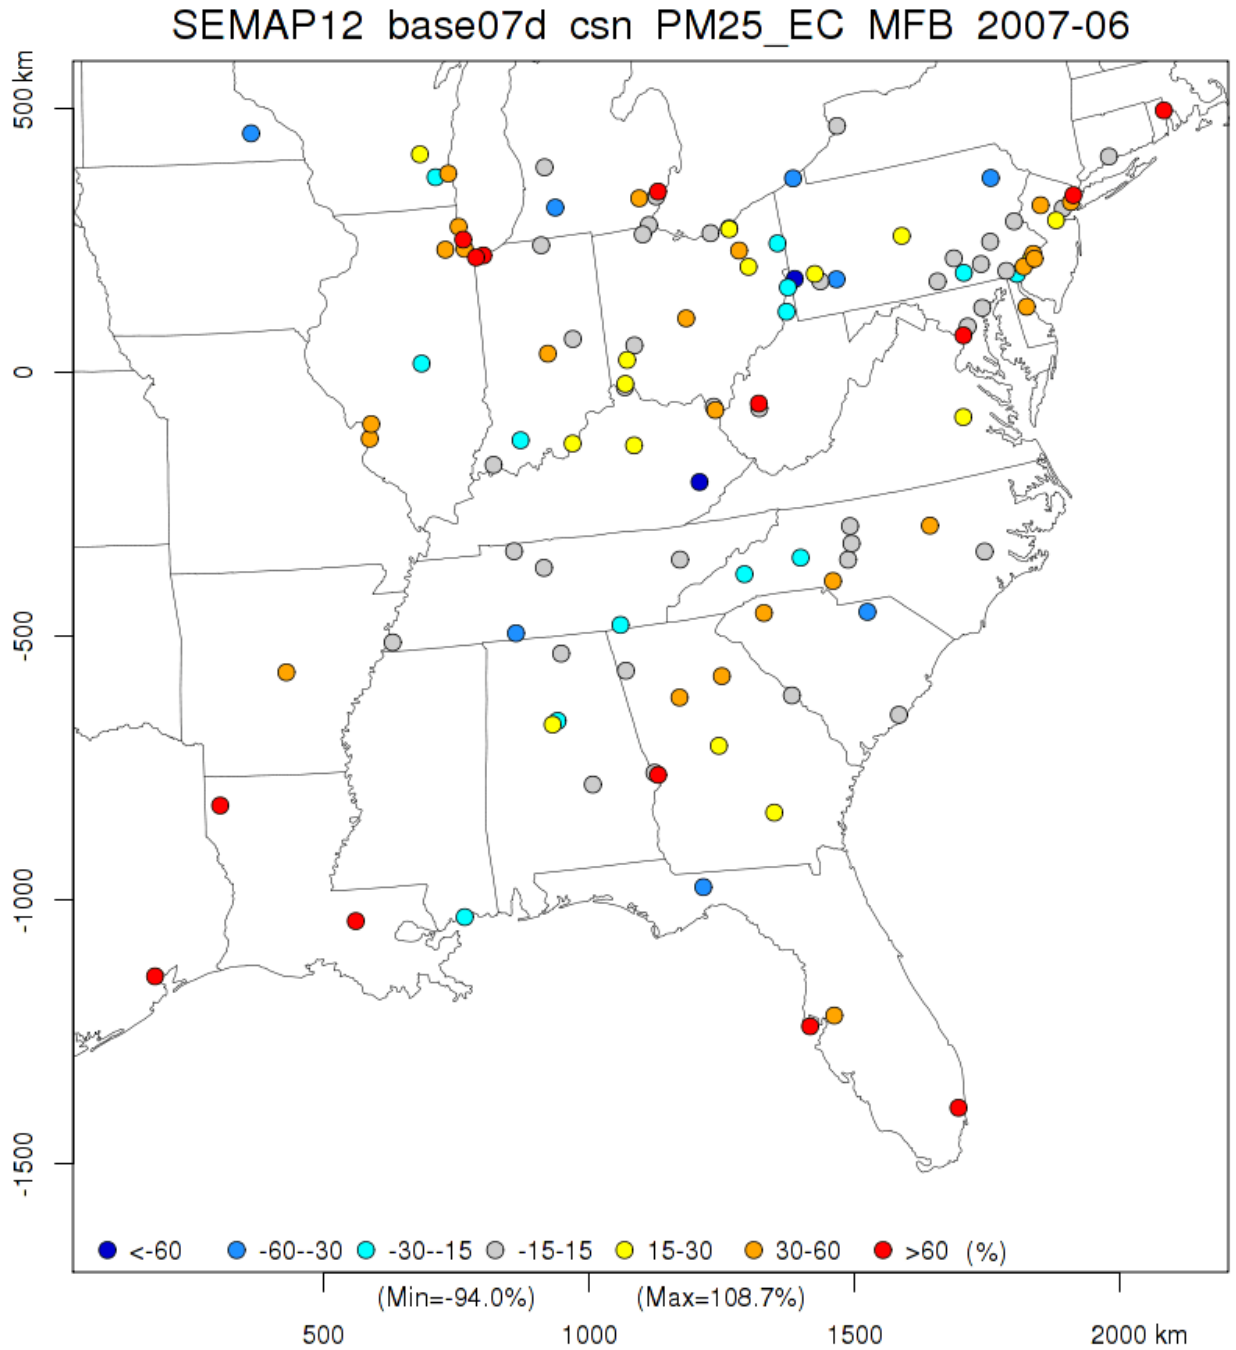 SEMAP12 base07d csn PM25_EC MFB 2007-06
500 km
0
-500
-1000
-1500
<-60 -60--30 -30--15 -15-15 15-30 30-60 >60 (%)
(Min=-94.0%) (Max=108.7%)
500 1000 1500 2000 km